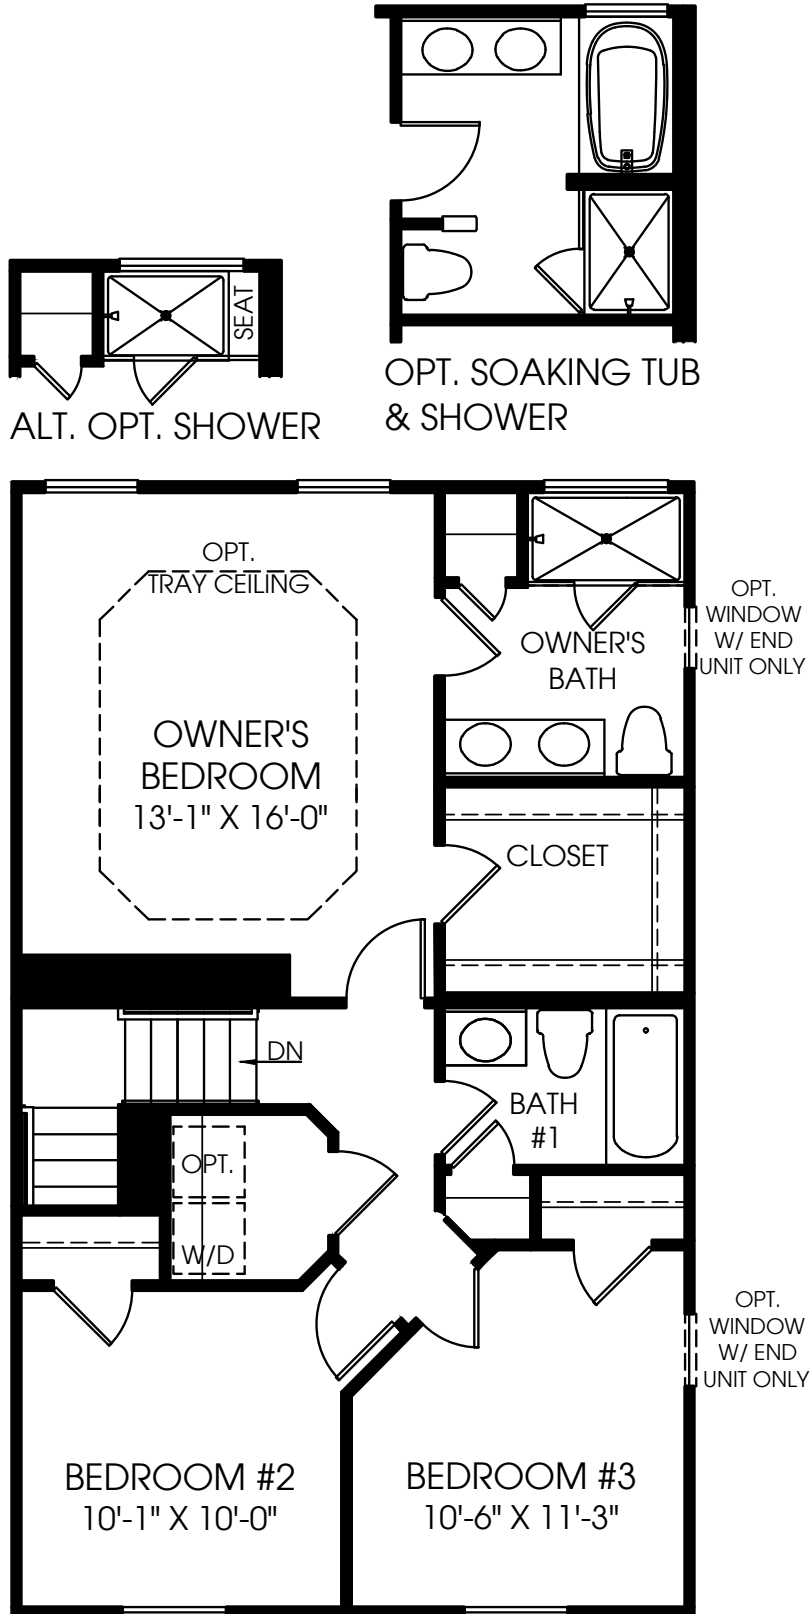 SEAT
ALT. OPT. SHOWER
OPT. SOAKING TUB
& SHOWER
OPT.
TRAY CEILING
OWNER'S
BEDROOM
13'-1" X 16'-0"
OWNER'S
BATH
OPT.
WINDOW
W/ END
UNIT ONLY
CLOSET
DN
BATH
#1
OPT.
W/D
OPT.
WINDOW
W/ END
UNIT ONLY
BEDROOM #2
10'-1" X 10'-0"
BEDROOM #3
10'-6" X 11'-3"